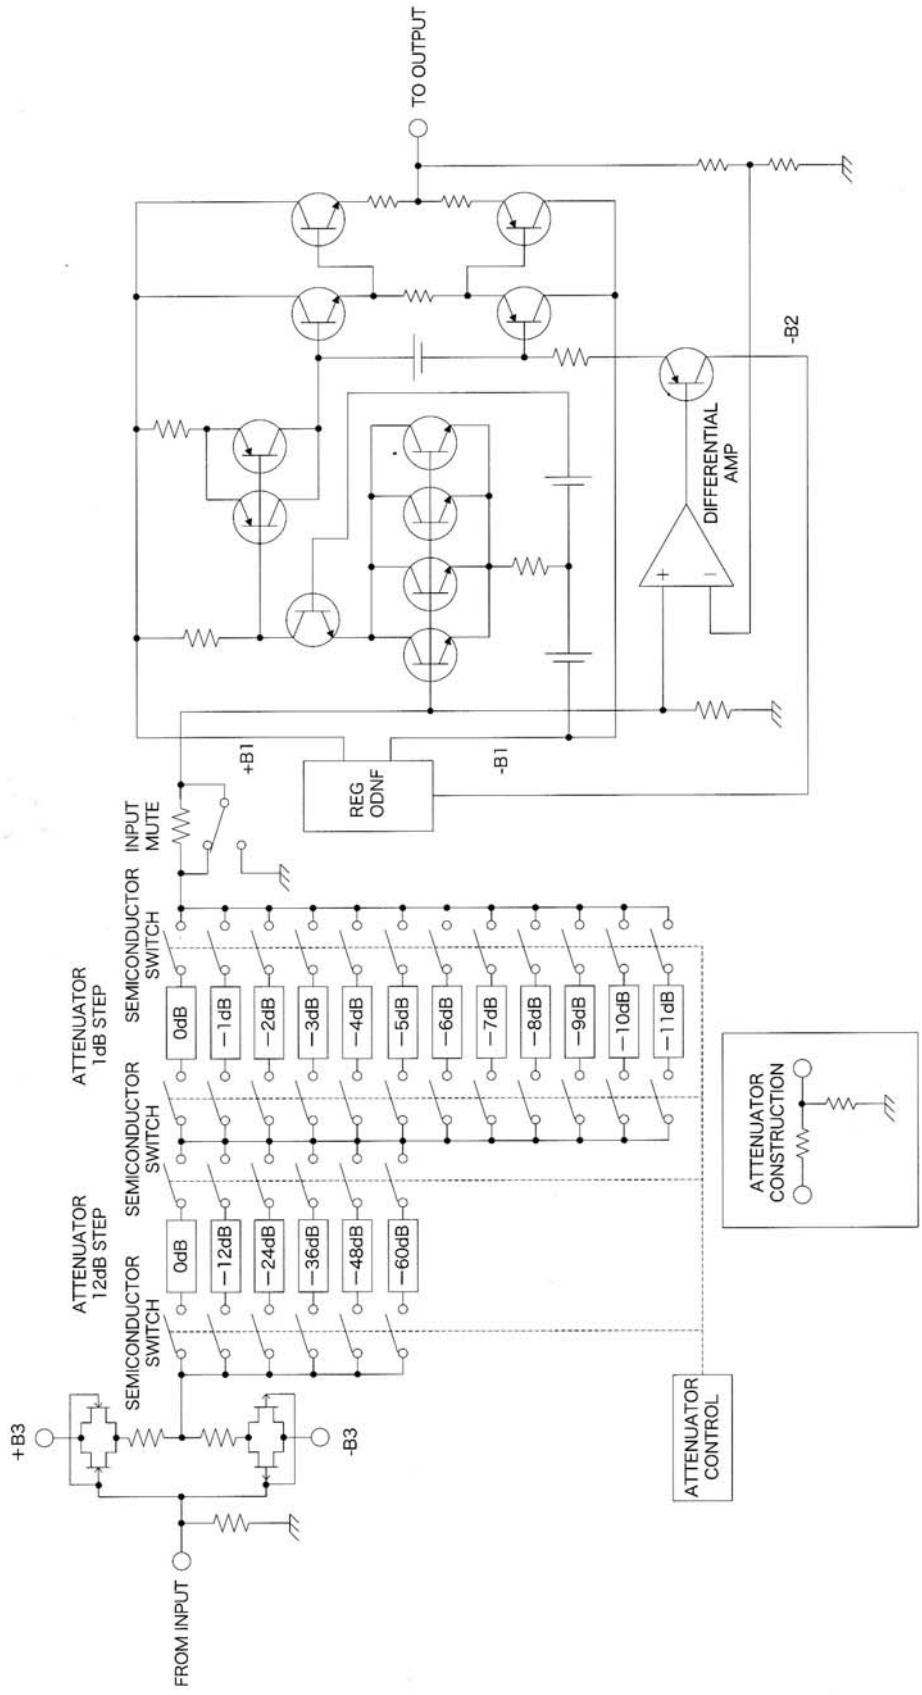 FROM INPUT
+B3
-B3
SEMICONDUCTOR
SWITCH
ATTENUATOR
12dB STEP
0dB
−12dB
−24dB
−36dB
−48dB
−60dB
SEMICONDUCTOR
SWITCH
ATTENUATOR
1dB STEP
0dB
−1dB
−2dB
−3dB
−4dB
−5dB
−6dB
−7dB
−8dB
−9dB
−10dB
−11dB
SEMICONDUCTOR
SWITCH
INPUT
MUTE
ATTENUATOR
CONTROL
ATTENUATOR
CONSTRUCTION
+B1
REG
ODNF
-B1
+
−
DIFFERENTIAL
AMP
-B2
TO OUTPUT